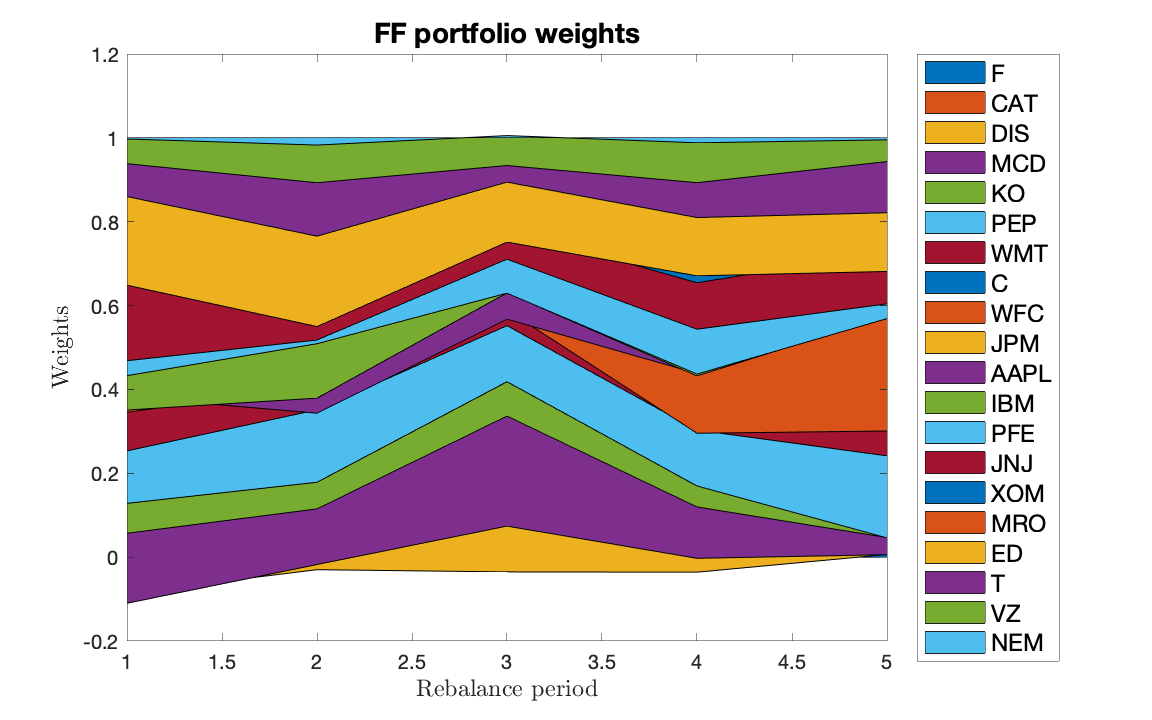 FF portfolio weights
1.2
1
0.8
0.6
0.4
0.2
0
-0.2
Weights
1
1.5
2
2.5
3
3.5
4
4.5
5
Rebalance period
F
CAT
DIS
MCD
KO
PEP
WMT
C
WFC
JPM
AAPL
IBM
PFE
JNJ
XOM
MRO
ED
T
VZ
NEM